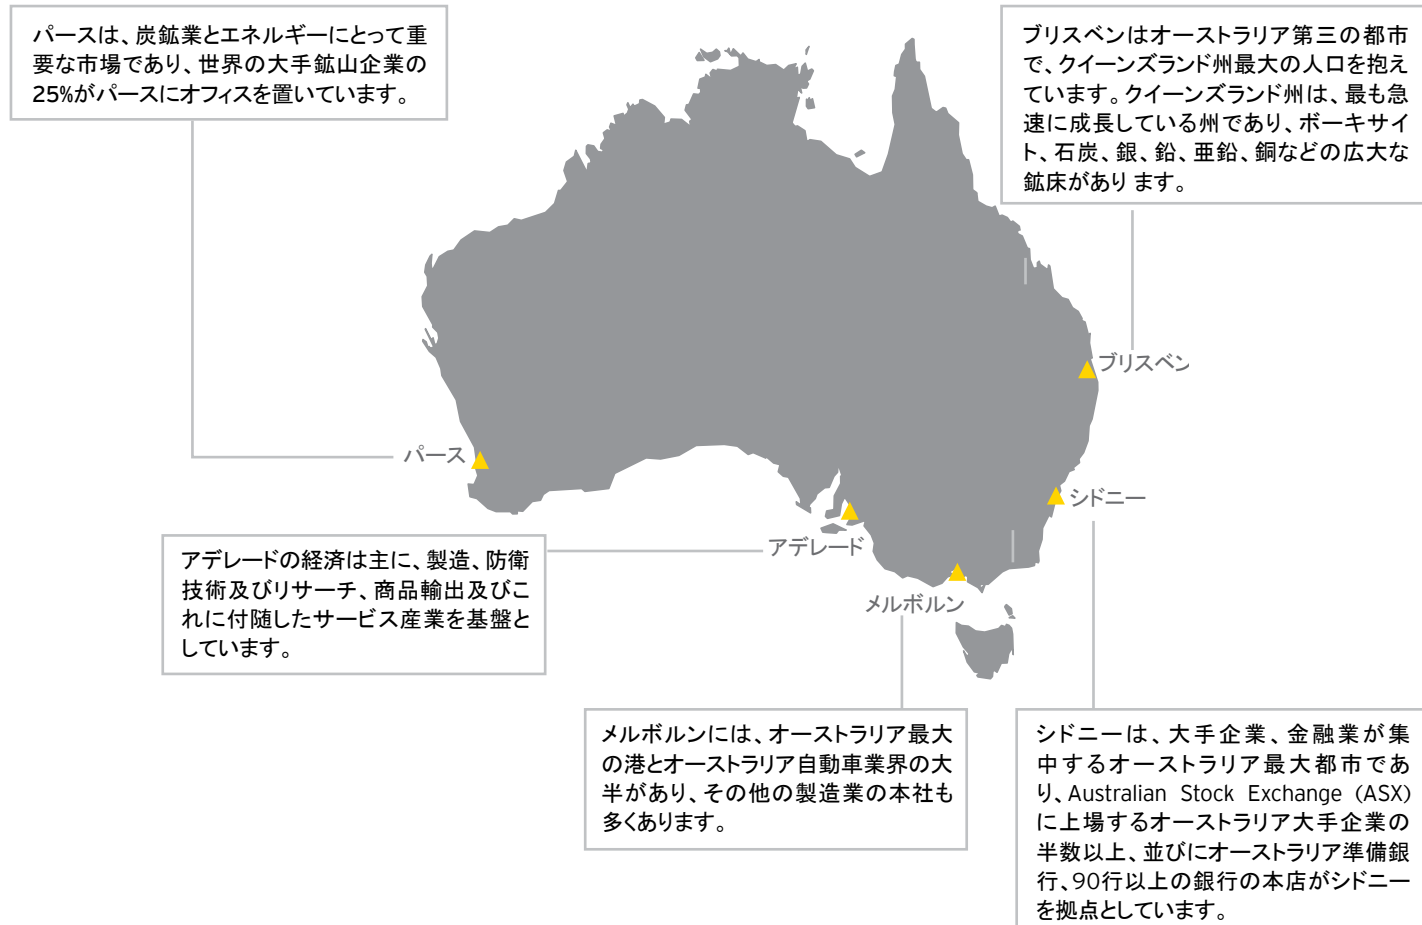 パースは、炭鉱業とエネルギーにとって重
要な市場であり、世界の大手鉱山企業の
25%がパースにオフィスを置いています。
ブリスベンはオーストラリア第三の都市
で、クイーンズランド州最大の人口を抱え
ています。クイーンズランド州は、最も急
速に成長している州であり、ボーキサイ
ト、石炭、銀、鉛、亜鉛、銅などの広大な
鉱床があり ます。
ブリスベン
パース
シドニー
アデレード
メルボルン
アデレードの経済は主に、製造、防衛
技術及びリサーチ、商品輸出及びこ
れに付随したサービス産業を基盤と
しています。
メルボルンには、オーストラリア最大
の港とオーストラリア自動車業界の大
半があり、その他の製造業の本社も
多くあります。
シドニーは、大手企業、金融業が集
中するオーストラリア最大都市であ
り、Australian Stock Exchange (ASX)
に上場するオーストラリア大手企業の
半数以上、並びにオーストラリア準備銀
行、90行以上の銀行の本店がシドニー
を拠点としています。